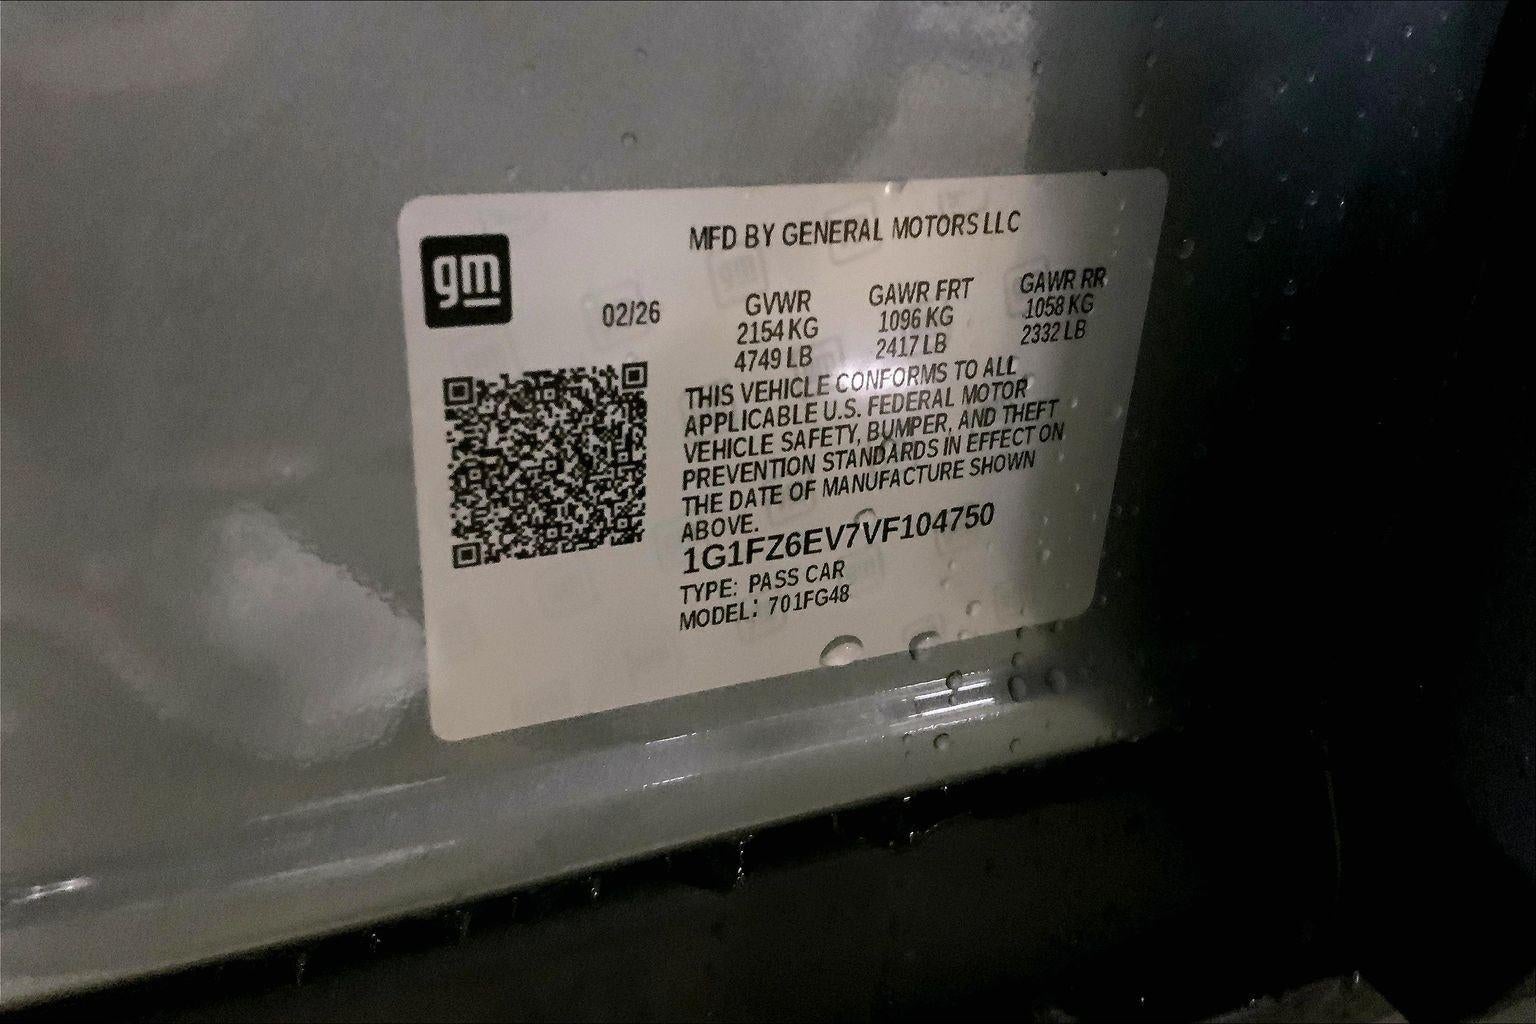 gm
MFD BY GENERAL MOTORS LLC
02/26
GVWR GAWR FRT GAWR RR
2154 KG 1096 KG 1058 KG
4749 LB 2417 LB 2332 LB
THIS VEHICLE CONFORMS TO ALL
APPLICABLE U.S. FEDERAL MOTOR
VEHICLE SAFETY, BUMPER, AND THEFT
PREVENTION STANDARDS IN EFFECT ON
THE DATE OF MANUFACTURE SHOWN
ABOVE.
1G1FZ6EV7VF104750
TYPE: PASS CAR
MODEL: 701FG48